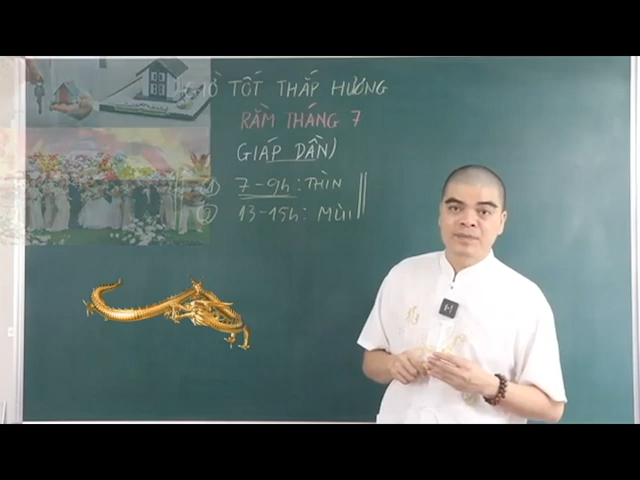 GIỜ TỐT THẮP HƯƠNG
RẰM THÁNG 7
GIÁP DẦN)
① 7-9h: THÌN
② 13-15h: MÙI